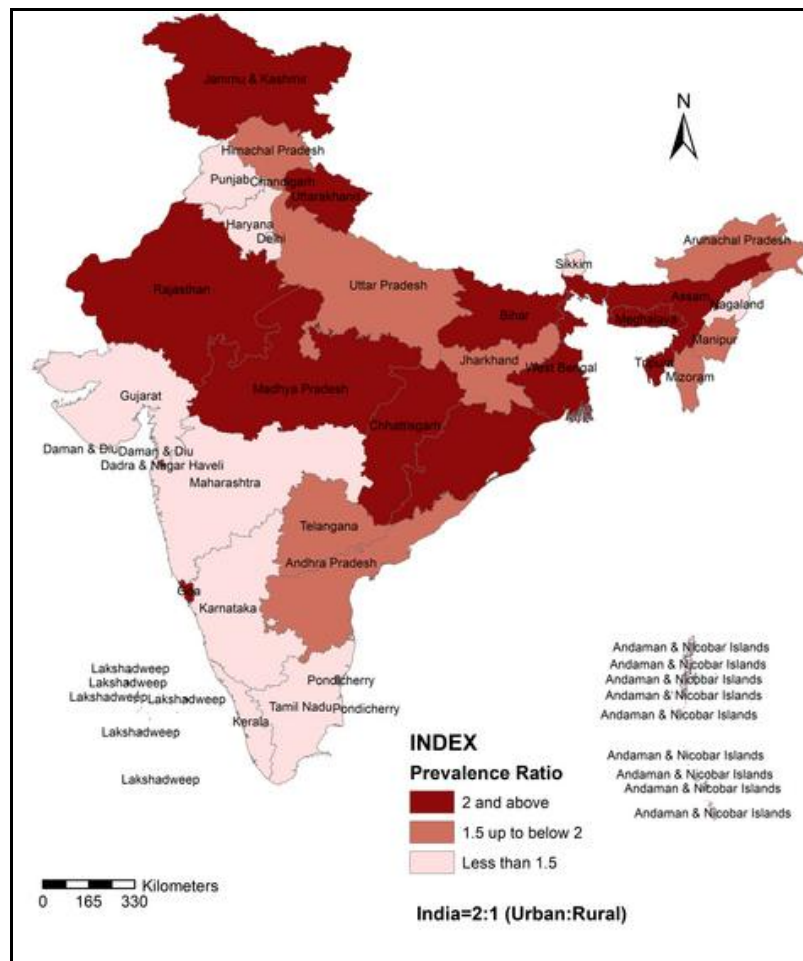 N
Jammu & Kashmir
Himachal Pradesh
Punjab
Chandigarh
Uttarakhand
Haryana
Delhi
Arunachal Pradesh
Sikkim
Rajasthan
Uttar Pradesh
Assam
Nagaland
Bihar
Meghalaya
Manipur
Jharkhand
Tripura
West Bengal
Mizoram
Madhya Pradesh
Gujarat
Chhatisgarh
Daman & Diu
Daman & Diu
Dadra & Nagar Haveli
Maharashtra
Telangana
Andhra Pradesh
Goa
Karnataka
Andaman & Nicobar Islands
Andaman & Nicobar Islands
Andaman & Nicobar Islands
Andaman & Nicobar Islands
Andaman & Nicobar Islands
Lakshadweep
Lakshadweep
Lakshadweep
Lakshadweep
Pondicherry
Tamil Nadu
Pondicherry
Kerala
Lakshadweep
Lakshadweep
Andaman & Nicobar Islands
Andaman & Nicobar Islands
Andaman & Nicobar Islands
Andaman & Nicobar Islands
INDEX
Prevalence Ratio
2 and above
1.5 up to below 2
Less than 1.5
Kilometers
0 165 330
India=2:1 (Urban:Rural)